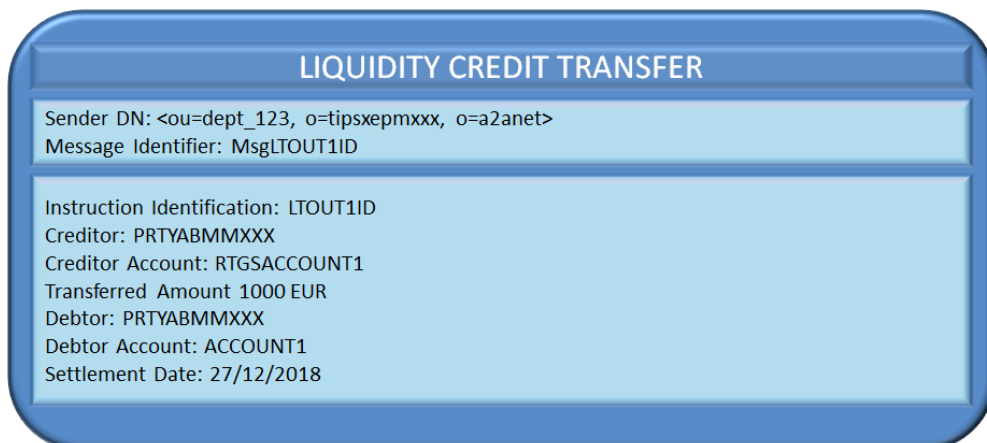 LIQUIDITY CREDIT TRANSFER
Sender DN: <ou=dept_123, o=tipsxepmxxx, o=a2anet>
Message Identifier: MsgLTOUT1ID
Instruction Identification: LTOUT1ID
Creditor: PRTYABMMXXX
Creditor Account: RTGSACCOUNT1
Transferred Amount 1000 EUR
Debtor: PRTYABMMXXX
Debtor Account: ACCOUNT1
Settlement Date: 27/12/2018